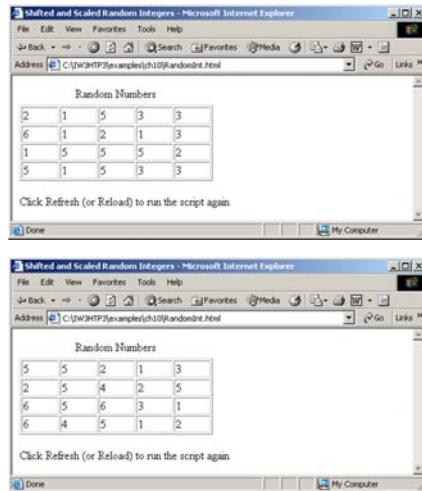 Shifted and Scaled Random Integers - Microsoft Internet Explorer
File Edit View Favorites Tools Help
Back Search Favorites Media
Address C:\IW3HTP3\examples\ch10\RandomInt.html Go Links
Random Numbers
2 1 5 3 3
6 1 2 1 3
1 5 5 5 2
5 1 5 3 3
Click Refresh (or Reload) to run the script again
Done My Computer
Shifted and Scaled Random Integers - Microsoft Internet Explorer
File Edit View Favorites Tools Help
Back Search Favorites Media
Address C:\IW3HTP3\examples\ch10\RandomInt.html Go Links
Random Numbers
5 5 2 1 3
2 5 4 2 5
6 5 6 3 1
6 4 5 1 2
Click Refresh (or Reload) to run the script again
Done My Computer